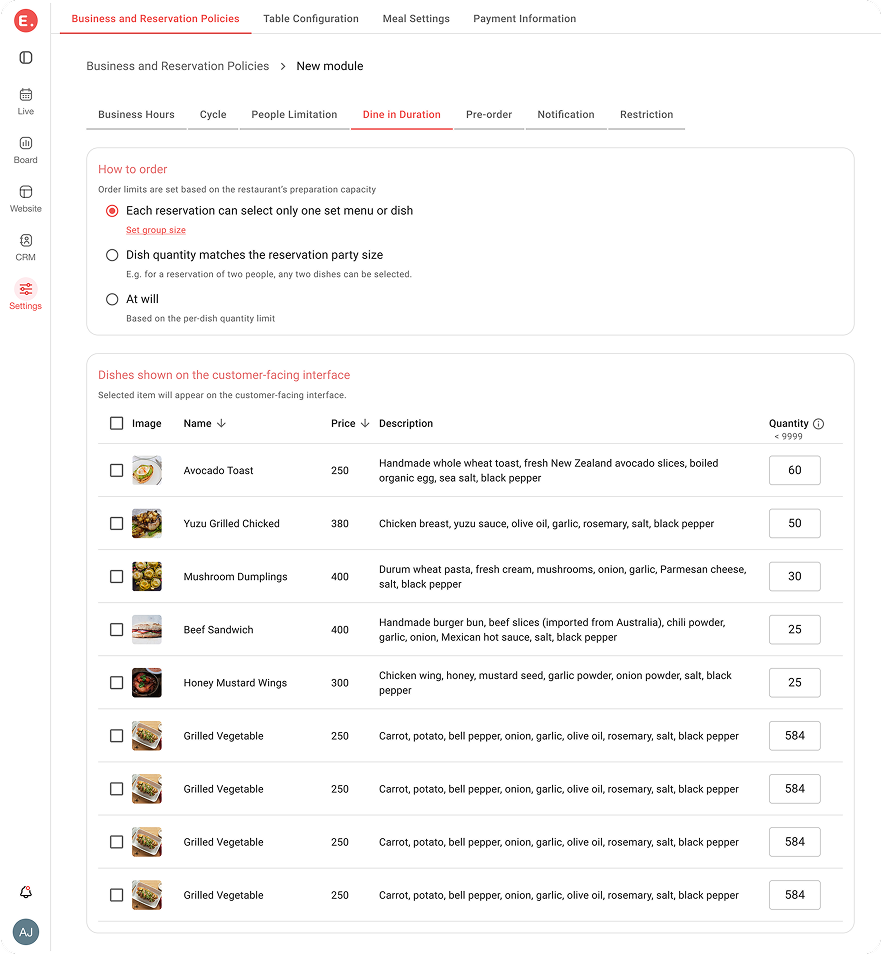 E.
Business and Reservation Policies
Table Configuration
Meal Settings
Payment Information
Live
Board
Website
CRM
Settings
AJ
Business and Reservation Policies > New module
Business Hours
Cycle
People Limitation
Dine in Duration
Pre-order
Notification
Restriction
How to order
Order limits are set based on the restaurant's preparation capacity
Each reservation can select only one set menu or dish
Set group size
Dish quantity matches the reservation party size
E.g. for a reservation of two people, any two dishes can be selected.
At will
Based on the per-dish quantity limit
Dishes shown on the customer-facing interface
Selected item will appear on the customer-facing interface.
Image
Name
Price
Description
Quantity
< 9999
Avocado Toast
250
Handmade whole wheat toast, fresh New Zealand avocado slices, boiled
organic egg, sea salt, black pepper
60
Yuzu Grilled Chicked
380
Chicken breast, yuzu sauce, olive oil, garlic, rosemary, salt, black pepper
50
Mushroom Dumplings
400
Durum wheat pasta, fresh cream, mushrooms, onion, garlic, Parmesan cheese,
salt, black pepper
30
Beef Sandwich
400
Handmade burger bun, beef slices (imported from Australia), chili powder,
garlic, onion, Mexican hot sauce, salt, black pepper
25
Honey Mustard Wings
300
Chicken wing, honey, mustard seed, garlic powder, onion powder, salt, black
pepper
25
Grilled Vegetable
250
Carrot, potato, bell pepper, onion, garlic, olive oil, rosemary, salt, black pepper
584
Grilled Vegetable
250
Carrot, potato, bell pepper, onion, garlic, olive oil, rosemary, salt, black pepper
584
Grilled Vegetable
250
Carrot, potato, bell pepper, onion, garlic, olive oil, rosemary, salt, black pepper
584
Grilled Vegetable
250
Carrot, potato, bell pepper, onion, garlic, olive oil, rosemary, salt, black pepper
584